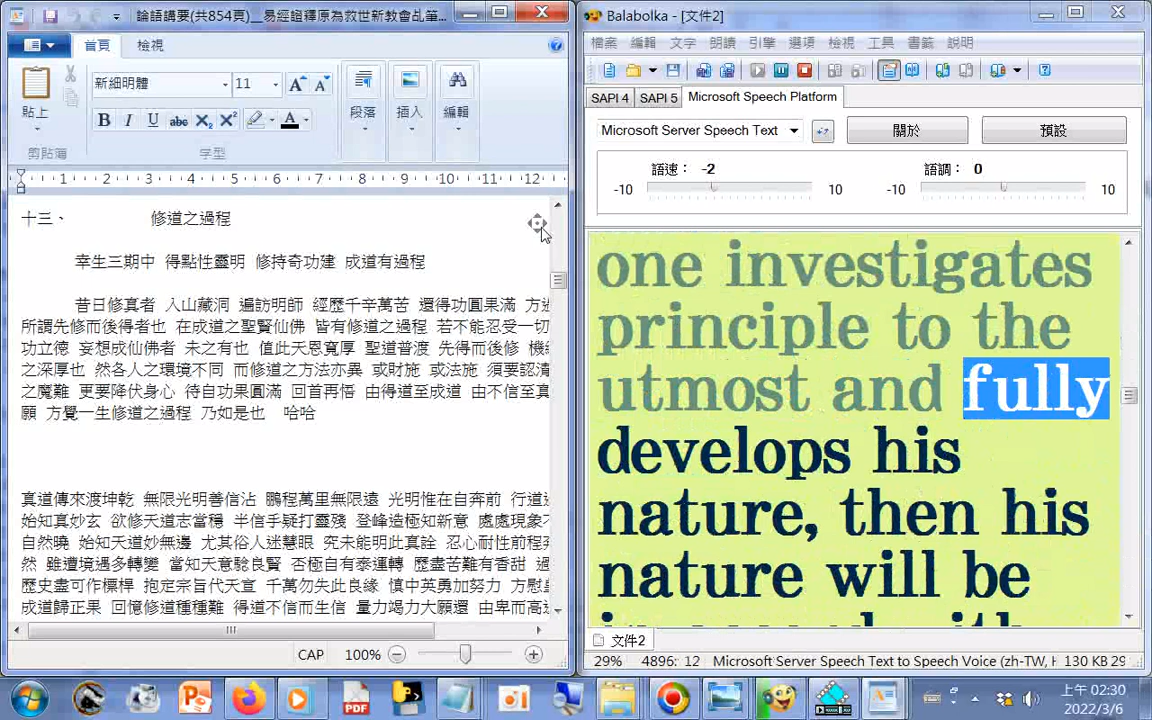 論語講要(共854頁)__易經證釋原為救世新教會乩筆...
首頁 檢視
貼上
剪貼簿
新細明體 11
B I U abc X₂ X² A
字型
段落
插入
編輯
1 2 3 4 5 6 7 8 9 10 11 12
十三、 修道之過程
幸生三期中 得點性靈明 修持奇功建 成道有過程
昔日修真者 入山藏洞 遍訪明師 經歷千辛萬苦 還得功圓果滿 方
所謂先修而後得者也 在成道之聖賢仙佛 皆有修道之過程 若不能忍受一切
功立德 妄想成仙佛者 未之有也 值此天恩寬厚 聖道普渡 先得而後修
之深厚也 然各人之環境不同 而修道之方法亦異 或財施 或法施 須要認清
之魔難 更要降伏身心 待自功果圓滿 回首再悟 由得道至成道 由不信至真
願 方覺一生修道之過程 乃如是也 哈哈
真道傳來渡坤乾 無限光明善信沾 鵬程萬里無限遠 光明惟在自奔前 行道
始知真妙玄 欲修天道志當穩 半信乎疑打靈殘 登峰造極知新意 處處現象
自然曉 始知天道妙無邊 尤其俗人迷慧眼 究未能明此真詮 忍心耐性前程
然 雖遭境遇多轉變 當知天意驗良賢 否極自有泰運轉 歷盡苦難有香甜
歷史盡可作標桿 抱定宗旨代天宣 千萬勿失此良緣 慎中英勇加努力 方慰
成道歸正果 回憶修道種種難 得道不信而生信 量力竭力大願還 由卑而高
CAP 100%
Balabolka - [文件2]
檔案 編輯 文字 朗讀 引擎 選項 檢視 工具 書籤 說明
SAPI 4 SAPI 5 Microsoft Speech Platform
Microsoft Server Speech Text 關於 預設
語速: -2 語調: 0
-10 10 -10 10
one investigates
principle to the
utmost and fully
develops his
nature, then his
nature will be
文件2
29% 4896: 12 Microsoft Server Speech Text to Speech Voice (zh-TW, H 130 KB 29
上午 02:30
2022/3/6